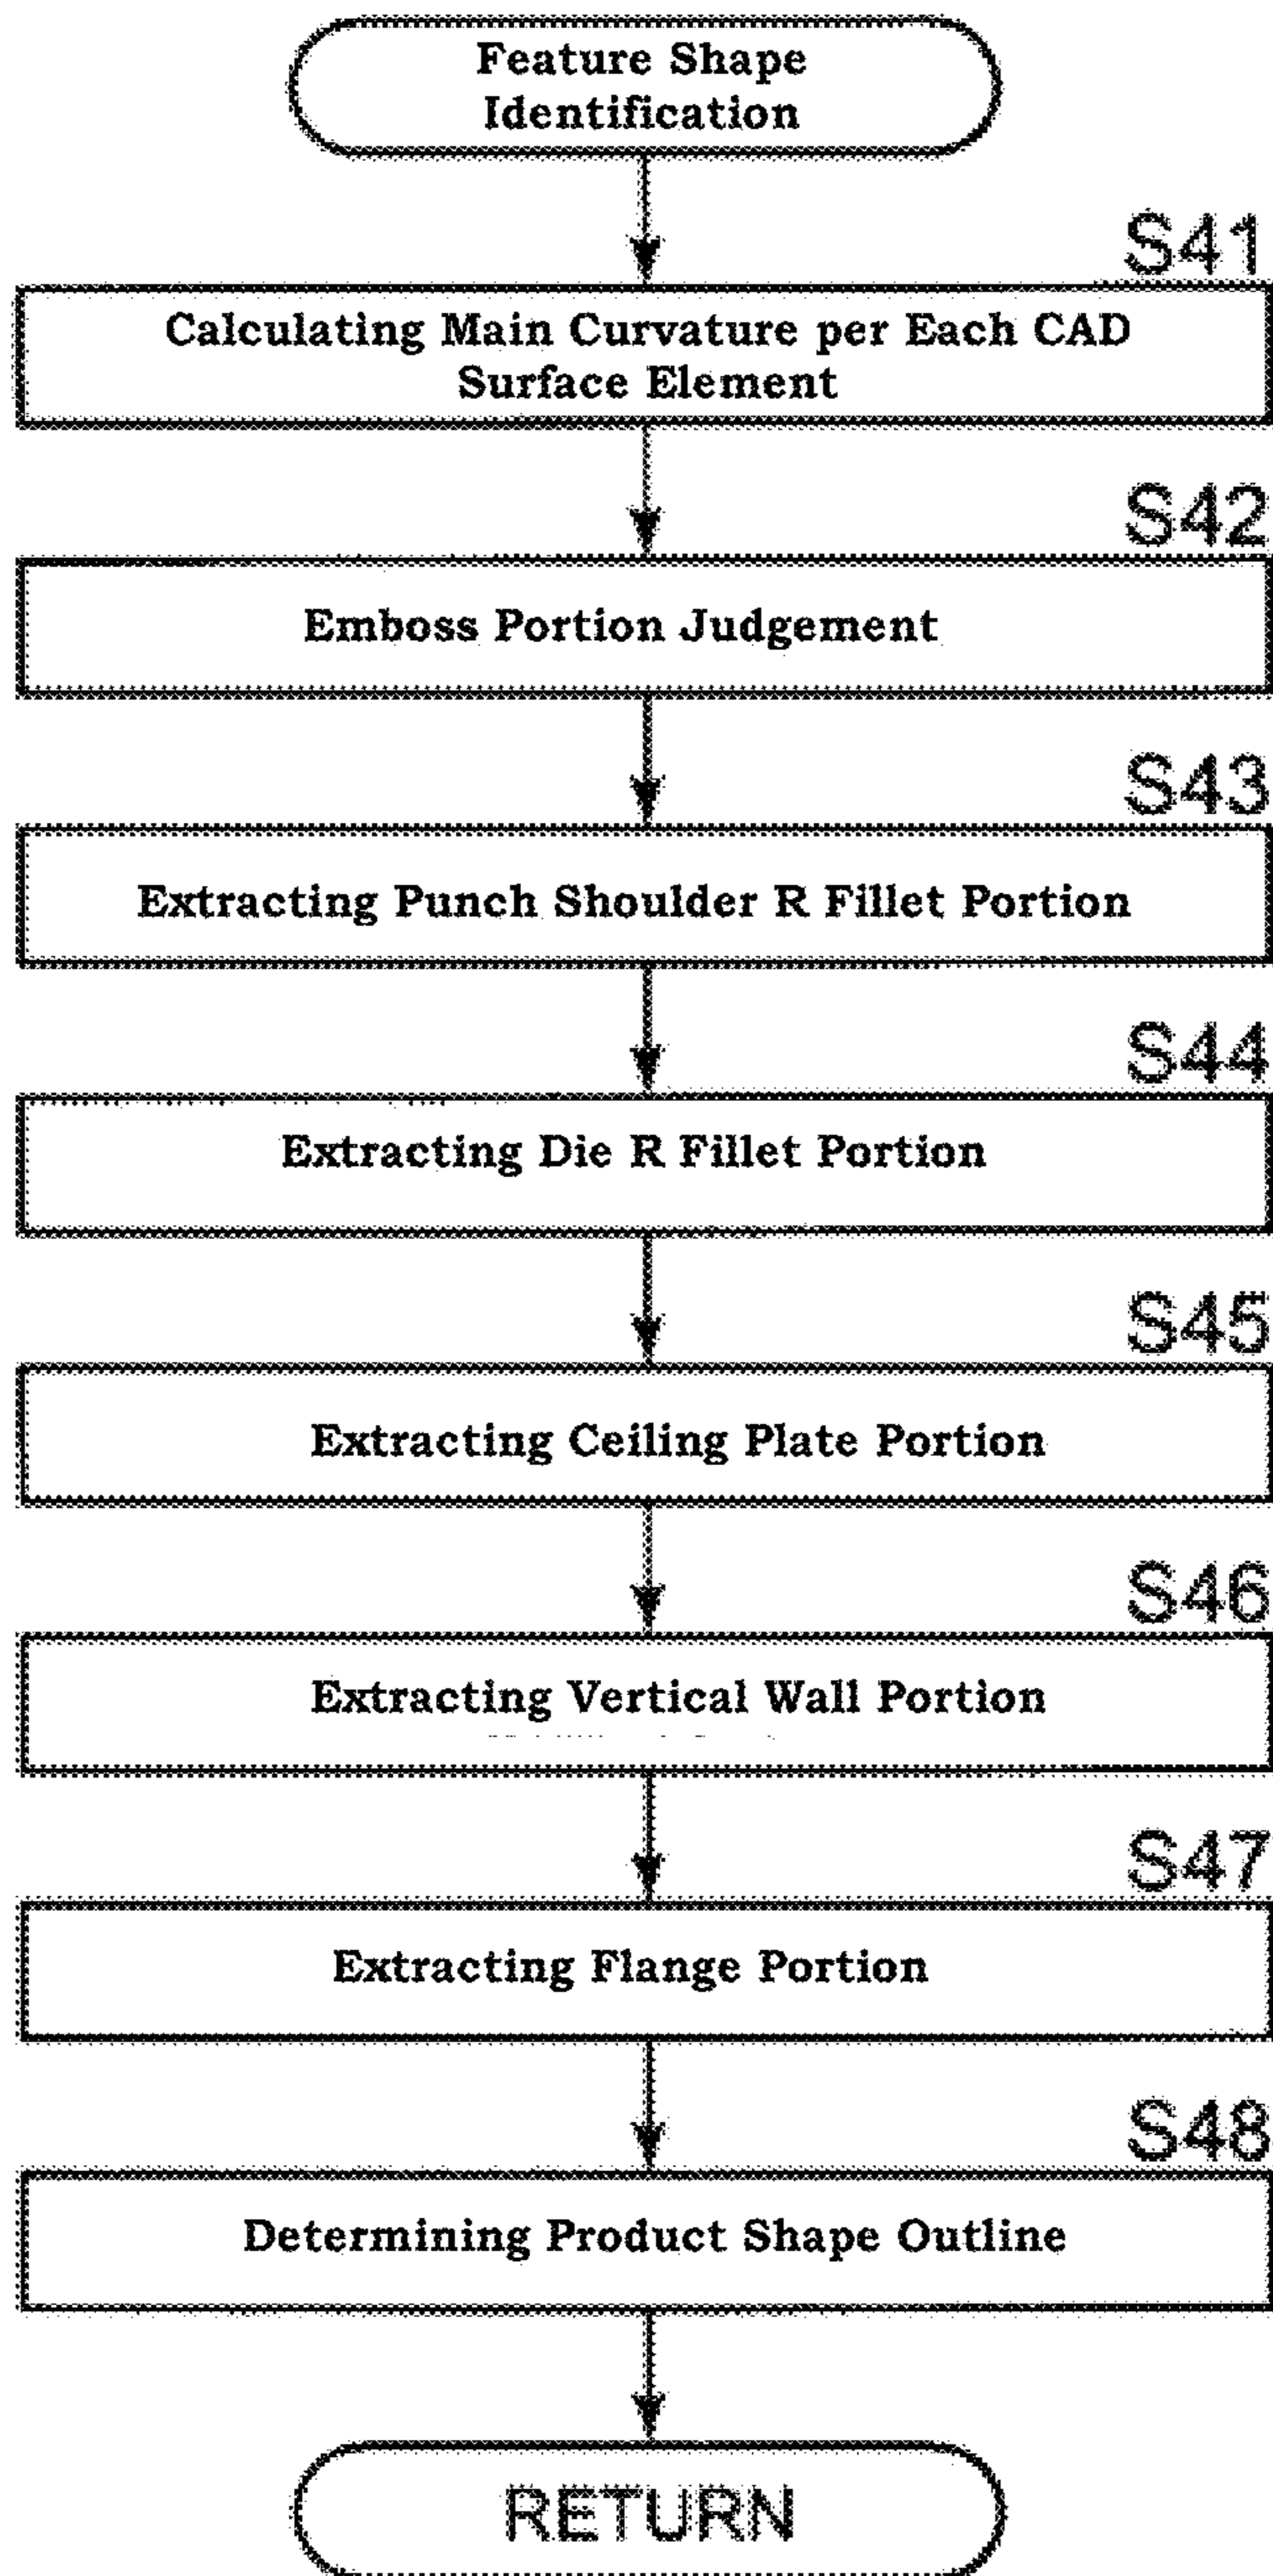 Feature Shape
Identification
S41
Calculating Main Curvature per Each CAD
Surface Element
S42
Emboss Portion Judgement
S43
Extracting Punch Shoulder R Fillet Portion
S44
Extracting Die R Fillet Portion
S45
Extracting Ceiling Plate Portion
S46
Extracting Vertical Wall Portion
S47
Extracting Flange Portion
S48
Determining Product Shape Outline
RETURN